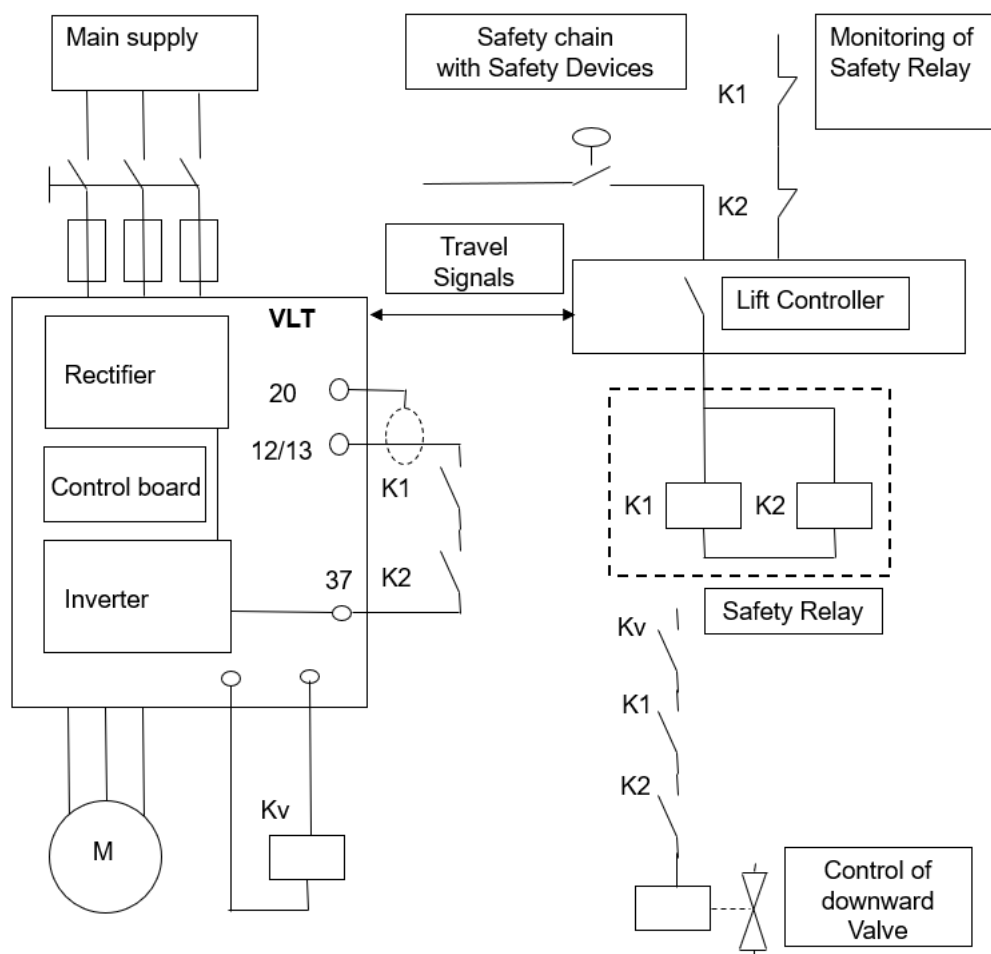 Main supply
Safety chain
with Safety Devices
Monitoring of
Safety Relay
K1
K2
Travel
Signals
Lift Controller
VLT
Rectifier
20
12/13
Control board
K1
K2
37
Inverter
K1
K2
Safety Relay
Kv
K1
K2
Kv
M
Control of
downward
Valve